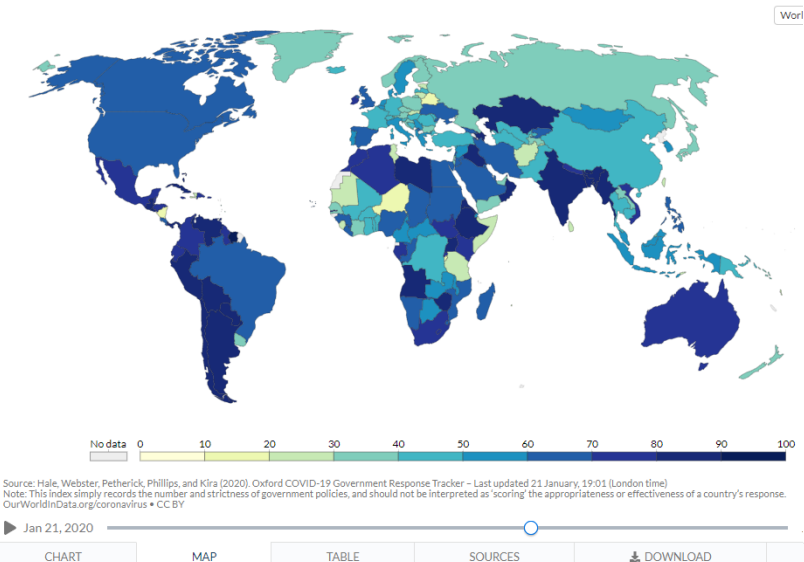 Worl
No data 0 10 20 30 40 50 60 70 80 90 100
Source: Hale, Webster, Petherick, Phillips, and Kira (2020). Oxford COVID-19 Government Response Tracker – Last updated 21 January, 19:01 (London time)
Note: This index simply records the number and strictness of government policies, and should not be interpreted as 'scoring' the appropriateness or effectiveness of a country's response.
OurWorldInData.org/coronavirus • CC BY
Jan 21, 2020
CHART MAP TABLE SOURCES DOWNLOAD